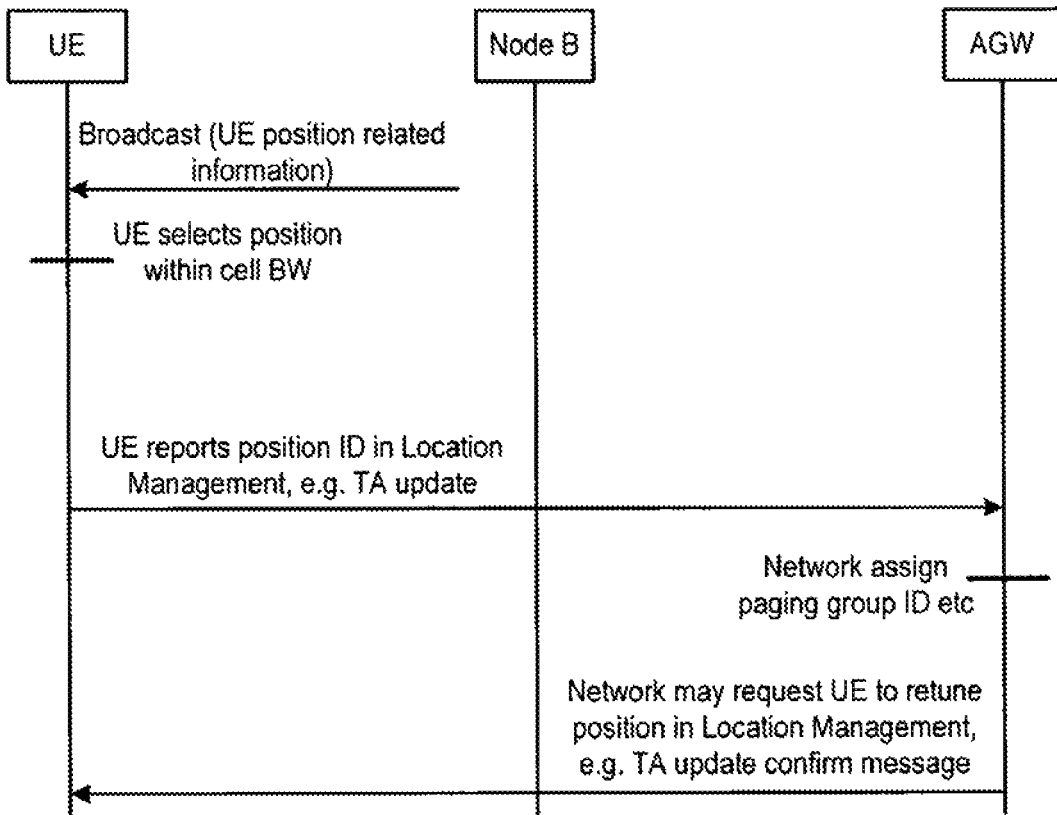 UE
Node B
AGW
Broadcast (UE position related
information)
UE selects position
within cell BW
UE reports position ID in Location
Management, e.g. TA update
Network assign
paging group ID etc
Network may request UE to retune
position in Location Management,
e.g. TA update confirm message